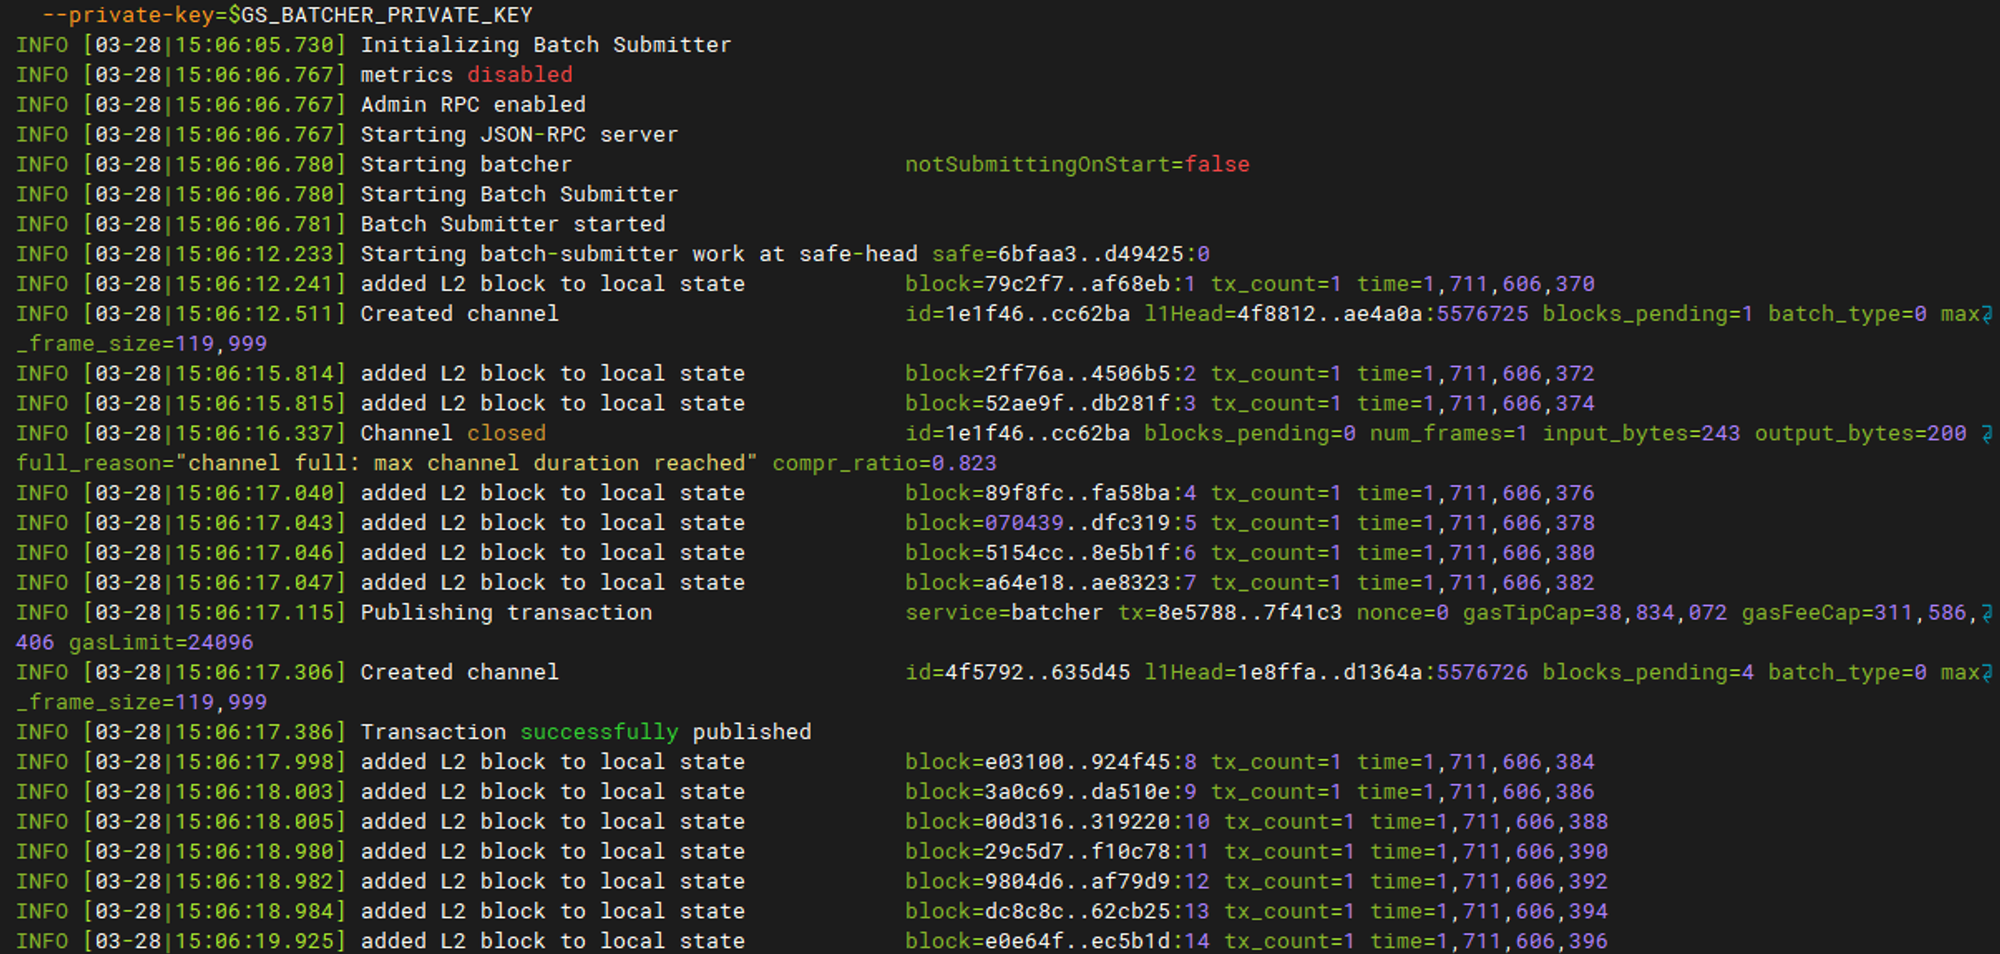 --private-key=$GS_BATCHER_PRIVATE_KEY
INFO [03-28|15:06:05.730] Initializing Batch Submitter
INFO [03-28|15:06:06.767] metrics disabled
INFO [03-28|15:06:06.767] Admin RPC enabled
INFO [03-28|15:06:06.767] Starting JSON-RPC server
INFO [03-28|15:06:06.780] Starting batcher notSubmittingOnStart=false
INFO [03-28|15:06:06.780] Starting Batch Submitter
INFO [03-28|15:06:06.781] Batch Submitter started
INFO [03-28|15:06:12.233] Starting batch-submitter work at safe-head safe=6bfaa3..d49425:0
INFO [03-28|15:06:12.241] added L2 block to local state block=79c2f7..af68eb:1 tx_count=1 time=1,711,606,370
INFO [03-28|15:06:12.511] Created channel id=1e1f46..cc62ba l1Head=4f8812..ae4a0a:5576725 blocks_pending=1 batch_type=0 max
_frame_size=119,999
INFO [03-28|15:06:15.814] added L2 block to local state block=2ff76a..4506b5:2 tx_count=1 time=1,711,606,372
INFO [03-28|15:06:15.815] added L2 block to local state block=52ae9f..db281f:3 tx_count=1 time=1,711,606,374
INFO [03-28|15:06:16.337] Channel closed id=1e1f46..cc62ba blocks_pending=0 num_frames=1 input_bytes=243 output_bytes=200
full_reason="channel full: max channel duration reached" compr_ratio=0.823
INFO [03-28|15:06:17.040] added L2 block to local state block=89f8fc..fa58ba:4 tx_count=1 time=1,711,606,376
INFO [03-28|15:06:17.043] added L2 block to local state block=070439..dfc319:5 tx_count=1 time=1,711,606,378
INFO [03-28|15:06:17.046] added L2 block to local state block=5154cc..8e5b1f:6 tx_count=1 time=1,711,606,380
INFO [03-28|15:06:17.047] added L2 block to local state block=a64e18..ae8323:7 tx_count=1 time=1,711,606,382
INFO [03-28|15:06:17.115] Publishing transaction service=batcher tx=8e5788..7f41c3 nonce=0 gasTipCap=38,834,072 gasFeeCap=311,586,
406 gasLimit=24096
INFO [03-28|15:06:17.306] Created channel id=4f5792..635d45 l1Head=1e8ffa..d1364a:5576726 blocks_pending=4 batch_type=0 max
_frame_size=119,999
INFO [03-28|15:06:17.386] Transaction successfully published
INFO [03-28|15:06:17.998] added L2 block to local state block=e03100..924f45:8 tx_count=1 time=1,711,606,384
INFO [03-28|15:06:18.003] added L2 block to local state block=3a0c69..da510e:9 tx_count=1 time=1,711,606,386
INFO [03-28|15:06:18.005] added L2 block to local state block=00d316..319220:10 tx_count=1 time=1,711,606,388
INFO [03-28|15:06:18.980] added L2 block to local state block=29c5d7..f10c78:11 tx_count=1 time=1,711,606,390
INFO [03-28|15:06:18.982] added L2 block to local state block=9804d6..af79d9:12 tx_count=1 time=1,711,606,392
INFO [03-28|15:06:18.984] added L2 block to local state block=dc8c8c..62cb25:13 tx_count=1 time=1,711,606,394
INFO [03-28|15:06:19.925] added L2 block to local state block=e0e64f..ec5b1d:14 tx_count=1 time=1,711,606,396